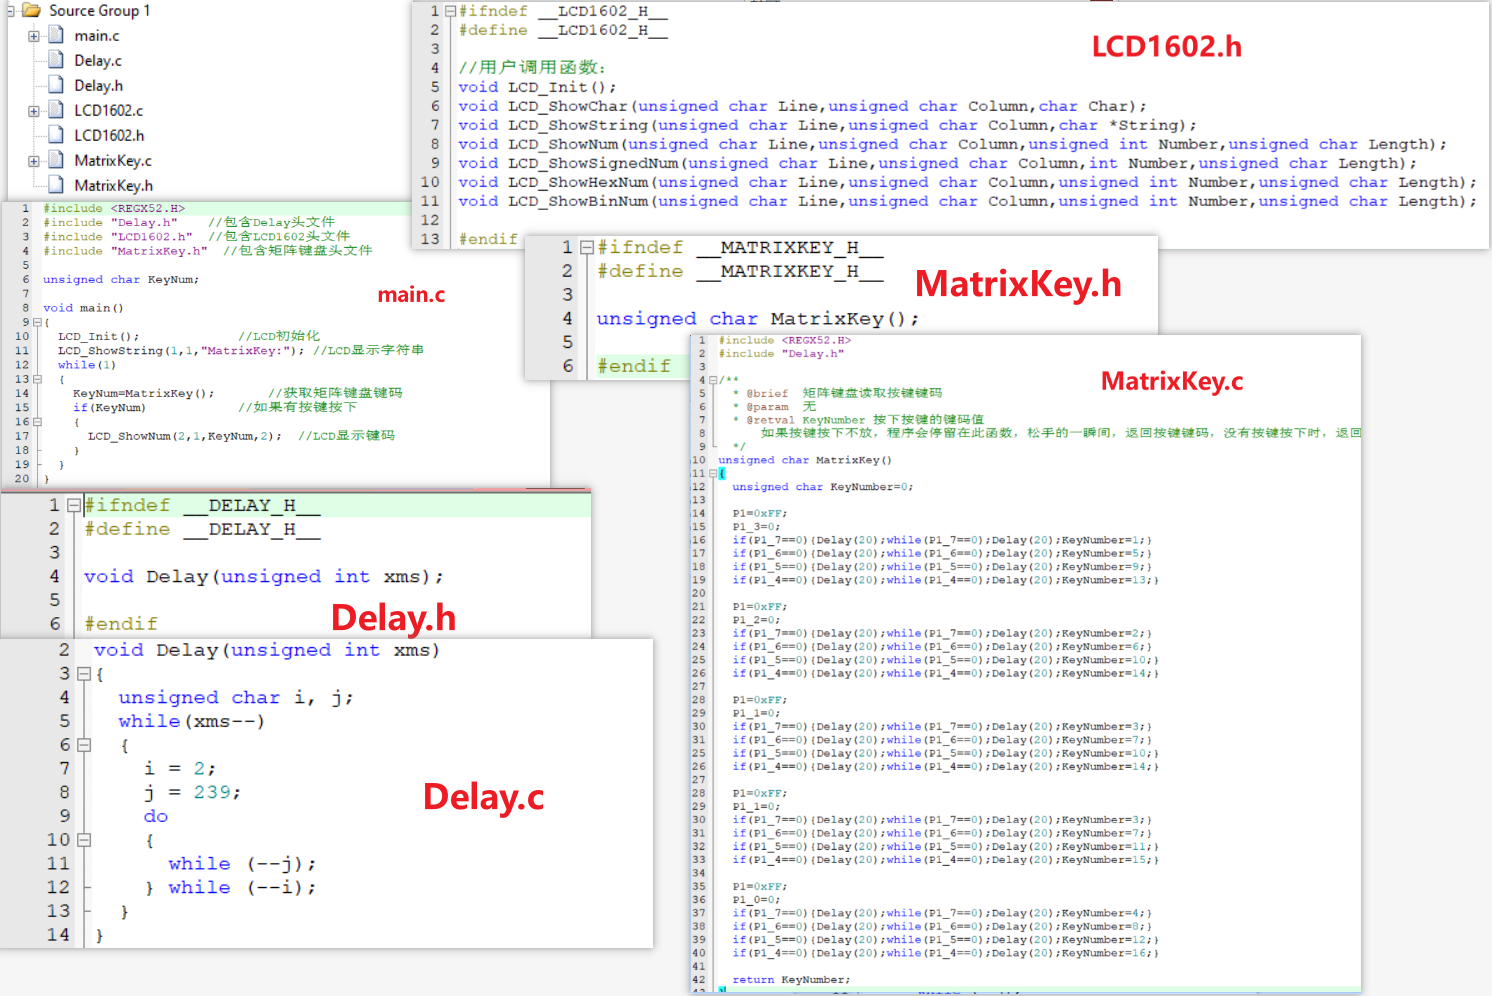 Source Group 1
main.c
Delay.c
Delay.h
LCD1602.c
LCD1602.h
MatrixKey.c
MatrixKey.h
1 #ifndef __LCD1602_H__
2 #define __LCD1602_H__
3
4 //用户调用函数:
5 void LCD_Init();
6 void LCD_ShowChar(unsigned char Line,unsigned char Column,char Char);
7 void LCD_ShowString(unsigned char Line,unsigned char Column,char *String);
8 void LCD_ShowNum(unsigned char Line,unsigned char Column,unsigned int Number,unsigned char Length);
9 void LCD_ShowSignedNum(unsigned char Line,unsigned char Column,int Number,unsigned char Length);
10 void LCD_ShowHexNum(unsigned char Line,unsigned char Column,unsigned int Number,unsigned char Length);
11 void LCD_ShowBinNum(unsigned char Line,unsigned char Column,unsigned int Number,unsigned char Length);
12
13 #endif
LCD1602.h
1 #include <REGX52.H>
2 #include "Delay.h" //包含Delay头文件
3 #include "LCD1602.h" //包含LCD1602头文件
4 #include "MatrixKey.h" //包含矩阵键盘头文件
5
6 unsigned char KeyNum;
7
8 void main()
9 {
10 LCD_Init(); //LCD初始化
11 LCD_ShowString(1,1,"MatrixKey:"); //LCD显示字符串
12 while(1)
13 {
14 KeyNum=MatrixKey(); //获取矩阵键盘键码
15 if(KeyNum) //如果有按键按下
16 {
17 LCD_ShowNum(2,1,KeyNum,2); //LCD显示键码
18 }
19 }
20 }
main.c
1 #ifndef __MATRIXKEY_H__
2 #define __MATRIXKEY_H__
3
4 unsigned char MatrixKey();
5
6 #endif
MatrixKey.h
1 #ifndef __DELAY_H__
2 #define __DELAY_H__
3
4 void Delay(unsigned int xms);
5
6 #endif
Delay.h
2 void Delay(unsigned int xms)
3 {
4 unsigned char i, j;
5 while(xms--)
6 {
7 i = 2;
8 j = 239;
9 do
10 {
11 while (--j);
12 } while (--i);
13 }
14 }
Delay.c
1 #include <REGX52.H>
2 #include "Delay.h"
3
4 /**
5 * @brief 矩阵键盘读取按键键码
6 * @param 无
7 * @retval KeyNumber 按下按键的键码值
8 如果按键按下不放，程序会停留在此函数，松手的一瞬间，返回按键键码，没有按键按下时，返回
9 */
10 unsigned char MatrixKey()
11 {
12 unsigned char KeyNumber=0;
13
14 P1=0xFF;
15 P1_3=0;
16 if(P1_7==0){Delay(20);while(P1_7==0);Delay(20);KeyNumber=1;}
17 if(P1_6==0){Delay(20);while(P1_6==0);Delay(20);KeyNumber=5;}
18 if(P1_5==0){Delay(20);while(P1_5==0);Delay(20);KeyNumber=9;}
19 if(P1_4==0){Delay(20);while(P1_4==0);Delay(20);KeyNumber=13;}
20
21 P1=0xFF;
22 P1_2=0;
23 if(P1_7==0){Delay(20);while(P1_7==0);Delay(20);KeyNumber=2;}
24 if(P1_6==0){Delay(20);while(P1_6==0);Delay(20);KeyNumber=6;}
25 if(P1_5==0){Delay(20);while(P1_5==0);Delay(20);KeyNumber=10;}
26 if(P1_4==0){Delay(20);while(P1_4==0);Delay(20);KeyNumber=14;}
27
28 P1=0xFF;
29 P1_1=0;
30 if(P1_7==0){Delay(20);while(P1_7==0);Delay(20);KeyNumber=3;}
31 if(P1_6==0){Delay(20);while(P1_6==0);Delay(20);KeyNumber=7;}
25 if(P1_5==0){Delay(20);while(P1_5==0);Delay(20);KeyNumber=10;}
26 if(P1_4==0){Delay(20);while(P1_4==0);Delay(20);KeyNumber=14;}
27
28 P1=0xFF;
29 P1_1=0;
30 if(P1_7==0){Delay(20);while(P1_7==0);Delay(20);KeyNumber=3;}
31 if(P1_6==0){Delay(20);while(P1_6==0);Delay(20);KeyNumber=7;}
32 if(P1_5==0){Delay(20);while(P1_5==0);Delay(20);KeyNumber=11;}
33 if(P1_4==0){Delay(20);while(P1_4==0);Delay(20);KeyNumber=15;}
34
35 P1=0xFF;
36 P1_0=0;
37 if(P1_7==0){Delay(20);while(P1_7==0);Delay(20);KeyNumber=4;}
38 if(P1_6==0){Delay(20);while(P1_6==0);Delay(20);KeyNumber=8;}
39 if(P1_5==0){Delay(20);while(P1_5==0);Delay(20);KeyNumber=12;}
40 if(P1_4==0){Delay(20);while(P1_4==0);Delay(20);KeyNumber=16;}
41
42 return KeyNumber;
MatrixKey.c